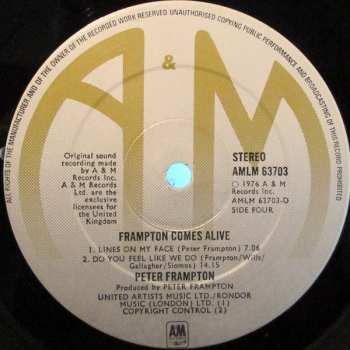 ALL RIGHTS OF THE MANUFACTURER AND OF THE OWNER OF THE RECORDED WORK RESERVED UNAUTHORISED COPYING PUBLIC PERFORMANCE AND BROADCASTING OF THIS RECORD PROHIBITED
A & M
Original sound
recording made by
A & M
Records Inc.
A & M Records
Ltd. are the
exclusive
licensees for
the United
Kingdom
STEREO
AMLM 63703
℗ 1976 A & M
Records Inc.
AMLM 63703-D
SIDE FOUR
FRAMPTON COMES ALIVE
1. LINES ON MY FACE (Peter Frampton) 7.06
2. DO YOU FEEL LIKE WE DO (Frampton/Wills/
Gallagher/Siomos) 14.15
PETER FRAMPTON
Produced by PETER FRAMPTON
UNITED ARTISTS MUSIC LTD./RONDOR
MUSIC (LONDON) LTD. (1)
COPYRIGHT CONTROL (2)
A&M